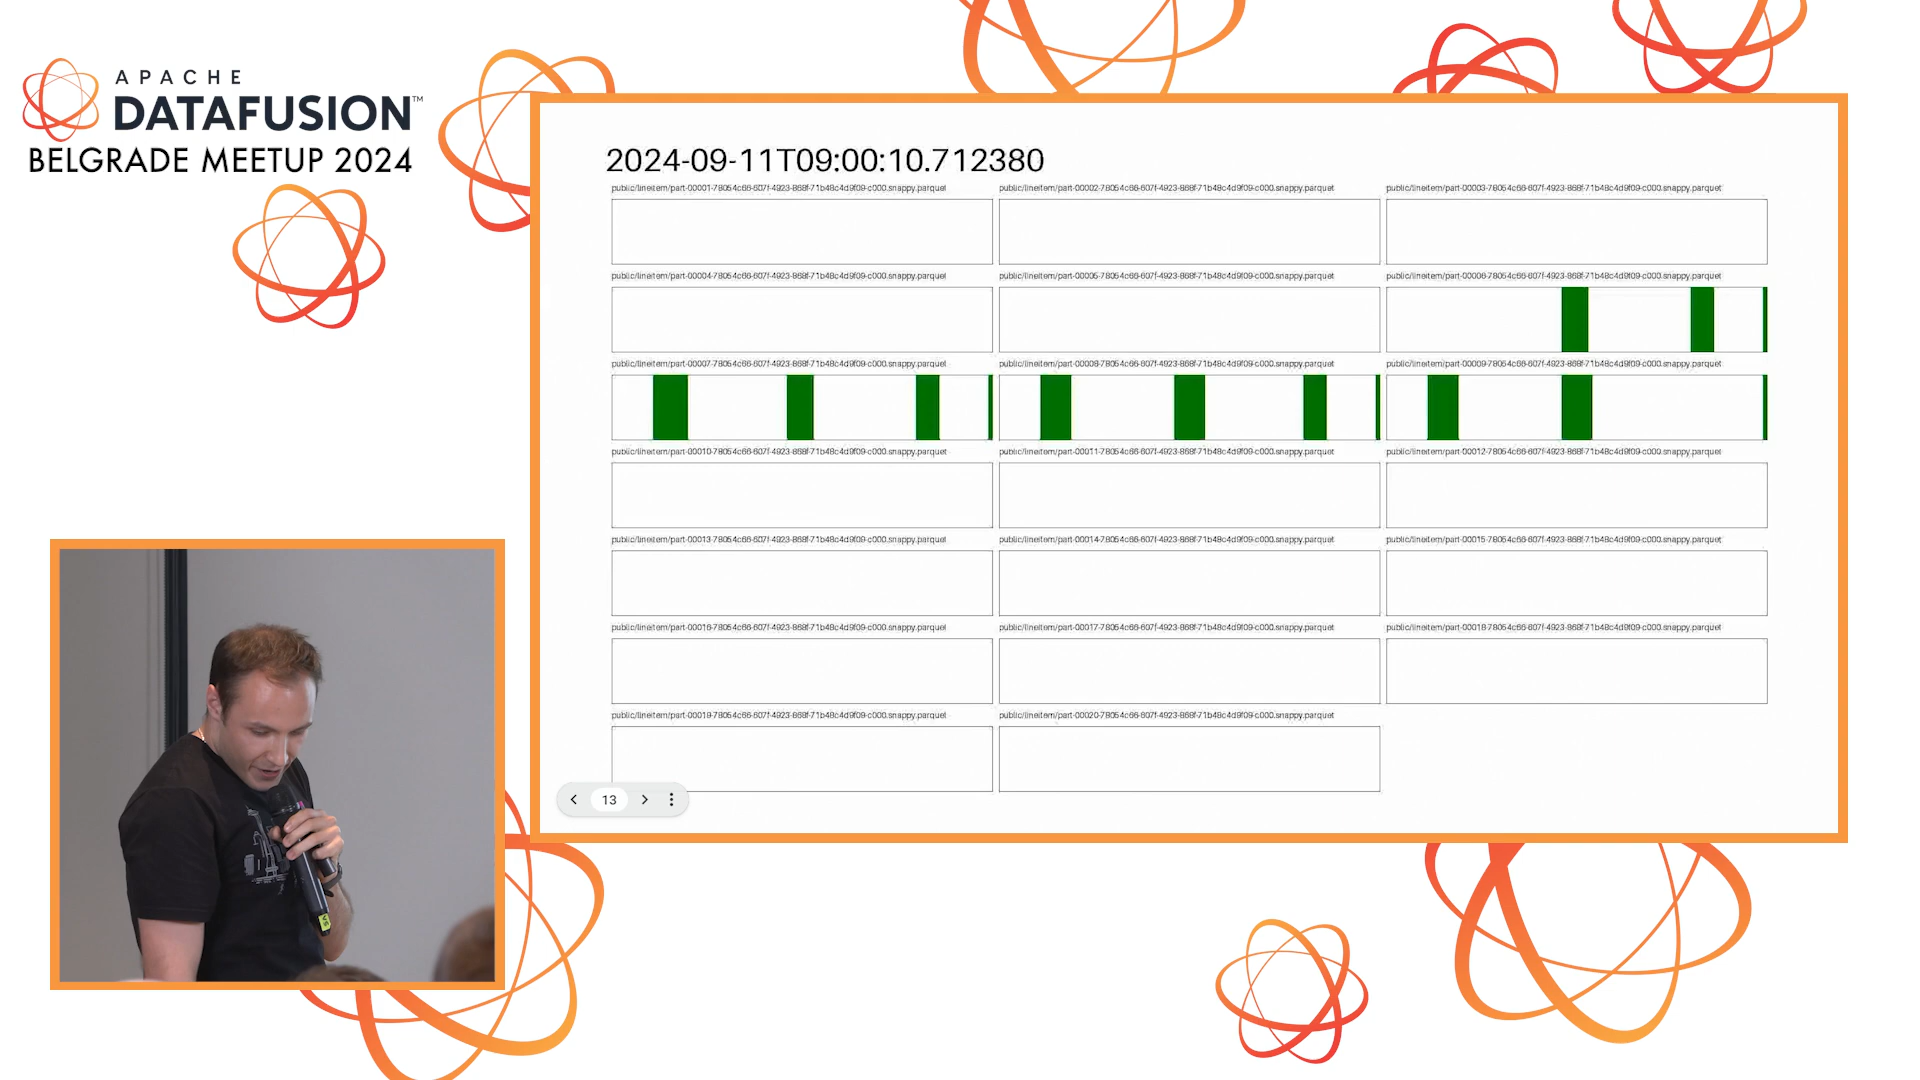 APACHE
DATAFUSION™
BELGRADE MEETUP 2024
2024-09-11T09:00:10.712380
public/lineitem/part-00001-78054c66-607f-4923-868f-71b48c4d9f09-c000.snappy.parquet
public/lineitem/part-00002-78054c66-607f-4923-868f-71b48c4d9f09-c000.snappy.parquet
public/lineitem/part-00003-78054c66-607f-4923-868f-71b48c4d9f09-c000.snappy.parquet
public/lineitem/part-00004-78054c66-607f-4923-868f-71b48c4d9f09-c000.snappy.parquet
public/lineitem/part-00005-78054c66-607f-4923-868f-71b48c4d9f09-c000.snappy.parquet
public/lineitem/part-00006-78054c66-607f-4923-868f-71b48c4d9f09-c000.snappy.parquet
public/lineitem/part-00007-78054c66-607f-4923-868f-71b48c4d9f09-c000.snappy.parquet
public/lineitem/part-00008-78054c66-607f-4923-868f-71b48c4d9f09-c000.snappy.parquet
public/lineitem/part-00009-78054c66-607f-4923-868f-71b48c4d9f09-c000.snappy.parquet
public/lineitem/part-00010-78054c66-607f-4923-868f-71b48c4d9f09-c000.snappy.parquet
public/lineitem/part-00011-78054c66-607f-4923-868f-71b48c4d9f09-c000.snappy.parquet
public/lineitem/part-00012-78054c66-607f-4923-868f-71b48c4d9f09-c000.snappy.parquet
public/lineitem/part-00013-78054c66-607f-4923-868f-71b48c4d9f09-c000.snappy.parquet
public/lineitem/part-00014-78054c66-607f-4923-868f-71b48c4d9f09-c000.snappy.parquet
public/lineitem/part-00015-78054c66-607f-4923-868f-71b48c4d9f09-c000.snappy.parquet
public/lineitem/part-00016-78054c66-607f-4923-868f-71b48c4d9f09-c000.snappy.parquet
public/lineitem/part-00017-78054c66-607f-4923-868f-71b48c4d9f09-c000.snappy.parquet
public/lineitem/part-00018-78054c66-607f-4923-868f-71b48c4d9f09-c000.snappy.parquet
public/lineitem/part-00019-78054c66-607f-4923-868f-71b48c4d9f09-c000.snappy.parquet
public/lineitem/part-00020-78054c66-607f-4923-868f-71b48c4d9f09-c000.snappy.parquet
13